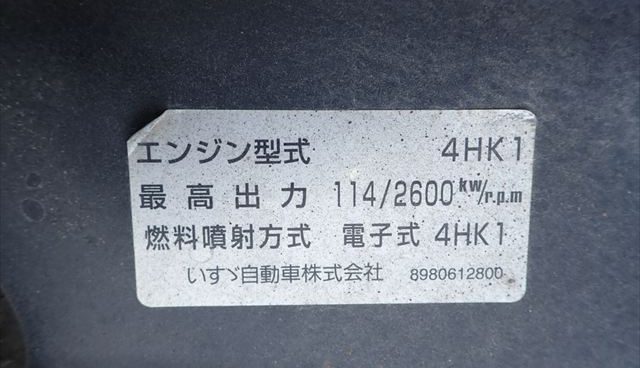 エンジン型式 4HK1
最高出力 114/2600 kw/r.p.m
燃料噴射方式 電子式 4HK1
いすゞ自動車株式会社 8980612800